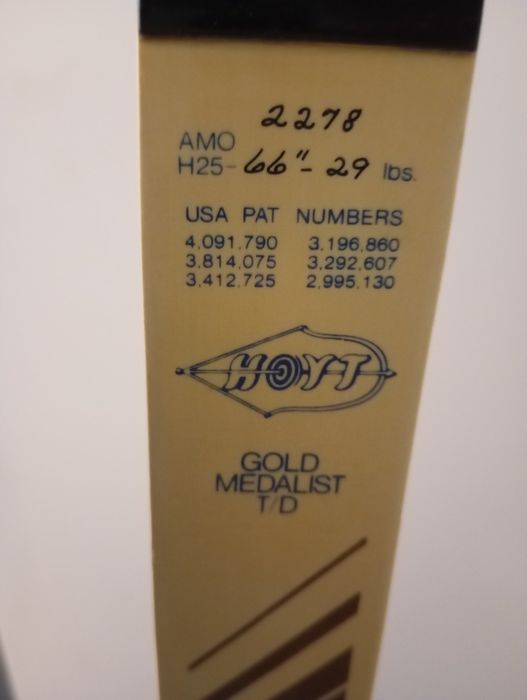 2278
AMO
H25-66"-29 lbs.
USA PAT NUMBERS
4,091,790 3,196,860
3,814,075 3,292,607
3,412,725 2,995,130
HOYT
GOLD
MEDALIST
T/D